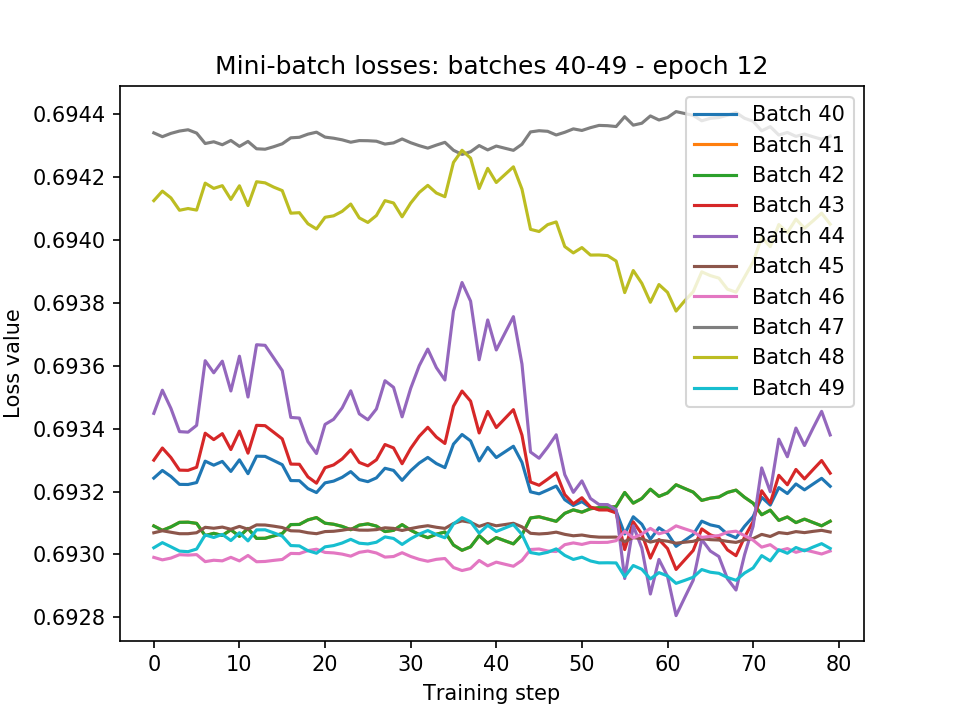 Mini-batch losses: batches 40-49 - epoch 12
0.6944
0.6942
0.6940
0.6938
0.6936
0.6934
0.6932
0.6930
0.6928
Loss value
0 10 20 30 40 50 60 70 80
Training step
Batch 40
Batch 41
Batch 42
Batch 43
Batch 44
Batch 45
Batch 46
Batch 47
Batch 48
Batch 49